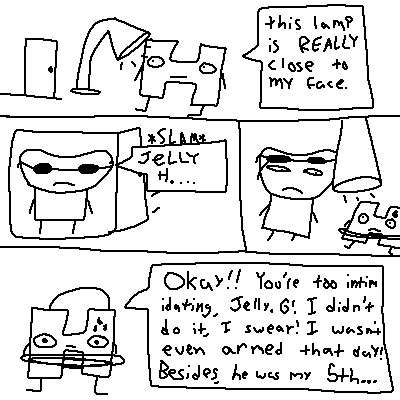 this lamp
is REALLY
close to
my face.
*SLAM*
JELLY
H....
Okay!! You're too intim
idating, Jelly. G! I didn't
do it, I swear! I wasn't
even armed that day!
Besides, he was my 5th...